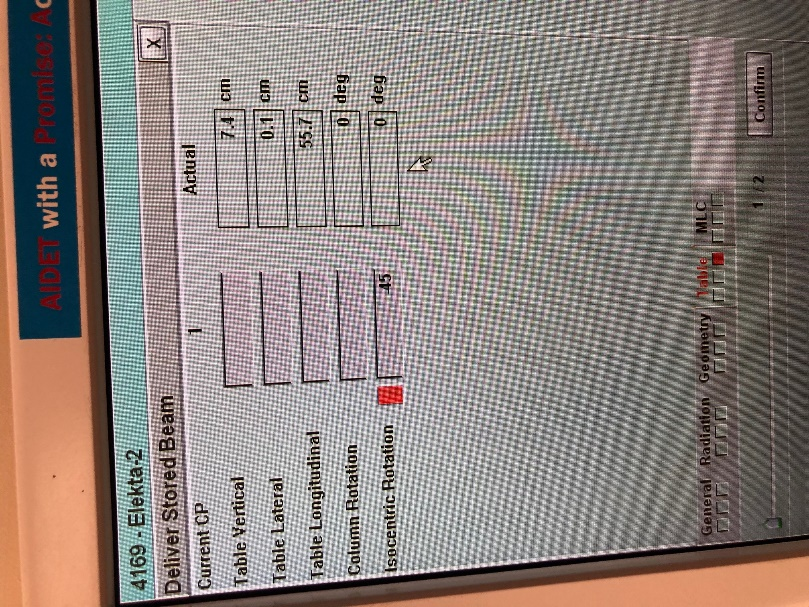 AIDET with a Promise: Ac
4169 - Elekta-2
Deliver Stored Beam X
Current CP 1 Actual
Table Vertical 7.4 cm
Table Lateral 0.1 cm
Table Longitudinal 55.7 cm
Column Rotation 0 deg
Isocentric Rotation 45 0 deg
General Radiation Geometry Table MLC
1 / 2 Confirm